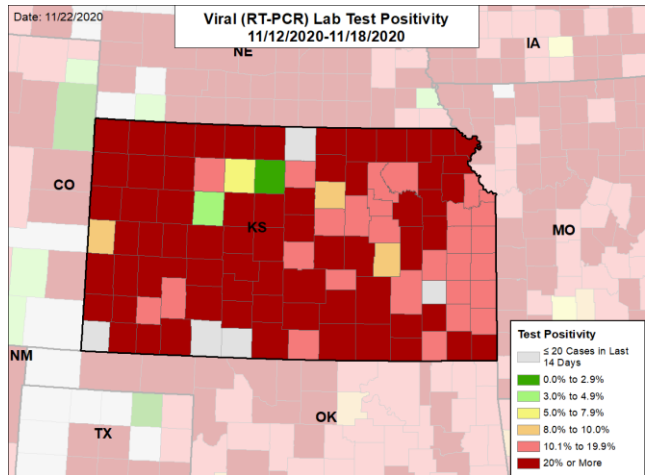 Date: 11/22/2020
Viral (RT-PCR) Lab Test Positivity
11/12/2020-11/18/2020
NE
IA
CO
KS
MO
NM
TX
OK
Test Positivity
≤ 20 Cases in Last
14 Days
0.0% to 2.9%
3.0% to 4.9%
5.0% to 7.9%
8.0% to 10.0%
10.1% to 19.9%
20% or More